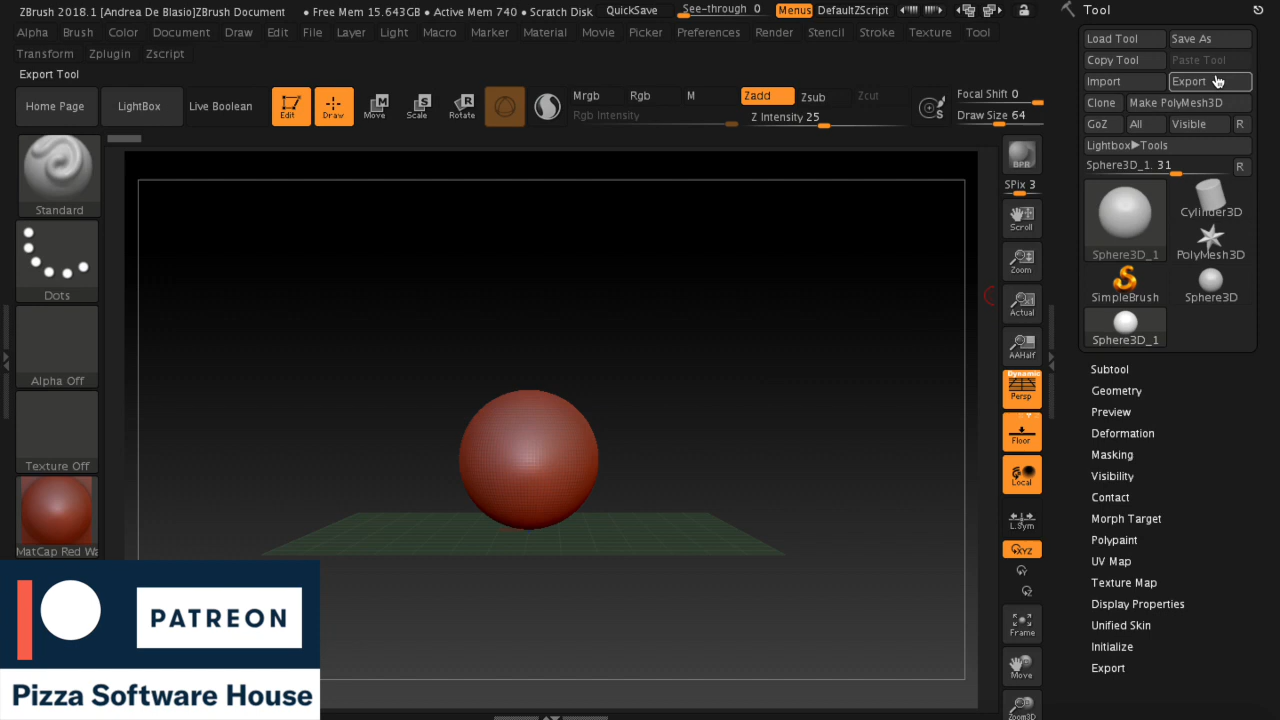 ZBrush 2018.1 [Andrea De Blasio]ZBrush Document • Free Mem 15.643GB • Active Mem 740 • Scratch Disk QuickSave See-through 0 Menus DefaultZScript Tool
Alpha Brush Color Document Draw Edit File Layer Light Macro Marker Material Movie Picker Preferences Render Stencil Stroke Texture Tool
Transform Zplugin Zscript
Export Tool
Home Page LightBox Live Boolean Edit Draw Move Scale Rotate
Mrgb Rgb M Zadd Zsub Zcut Focal Shift 0
Rgb Intensity Z Intensity 25 Draw Size 64
S
Standard
Dots
Alpha Off
Texture Off
MatCap Red Wa
BPR
SPix 3
Scroll
Zoom
Actual
AAHalf
Dynamic
Persp
Floor
Local
L.Sym
XYZ
Y
Z
Frame
Move
Zoom3D
Load Tool Save As
Copy Tool Paste Tool
Import Export
Clone Make PolyMesh3D
GoZ All Visible R
Lightbox▶Tools
Sphere3D_1. 31 R
Cylinder3D
Sphere3D_1 PolyMesh3D
SimpleBrush Sphere3D
Sphere3D_1
Subtool
Geometry
Preview
Deformation
Masking
Visibility
Contact
Morph Target
Polypaint
UV Map
Texture Map
Display Properties
Unified Skin
Initialize
Export
PATREON
Pizza Software House